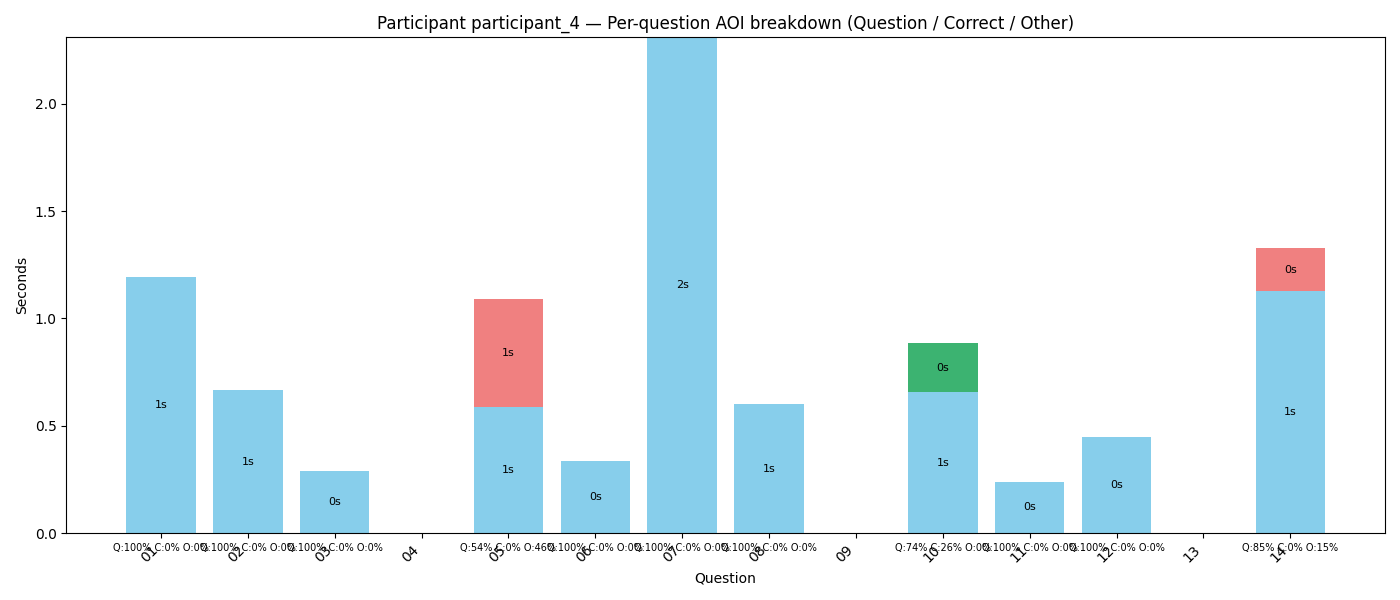 Participant participant_4 — Per-question AOI breakdown (Question / Correct / Other)
Seconds
2.0
1.5
1.0
0.5
0.0
1s
1s
0s
1s
1s
0s
2s
1s
0s
1s
0s
0s
0s
1s
Q:100% C:0% O:0%
Q:100% C:0% O:0%
Q:100% C:0% O:0%
Q:54% C:0% O:46%
Q:100% C:0% O:0%
Q:100% C:0% O:0%
Q:100% C:0% O:0%
Q:74% C:26% O:0%
Q:100% C:0% O:0%
Q:100% C:0% O:0%
Q:85% C:0% O:15%
01
02
03
04
05
06
07
08
09
10
11
12
13
14
Question